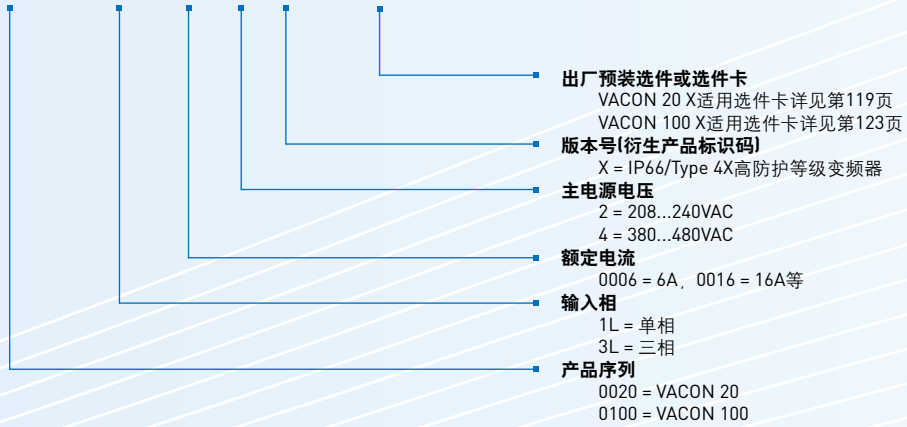 出厂预装选件或选件卡
VACON 20 X适用选件卡详见第119页
VACON 100 X适用选件卡详见第123页
版本号(衍生产品标识码)
X = IP66/Type 4X高防护等级变频器
主电源电压
2 = 208...240VAC
4 = 380...480VAC
额定电流
0006 = 6A，0016 = 16A等
输入相
1L = 单相
3L = 三相
产品序列
0020 = VACON 20
0100 = VACON 100